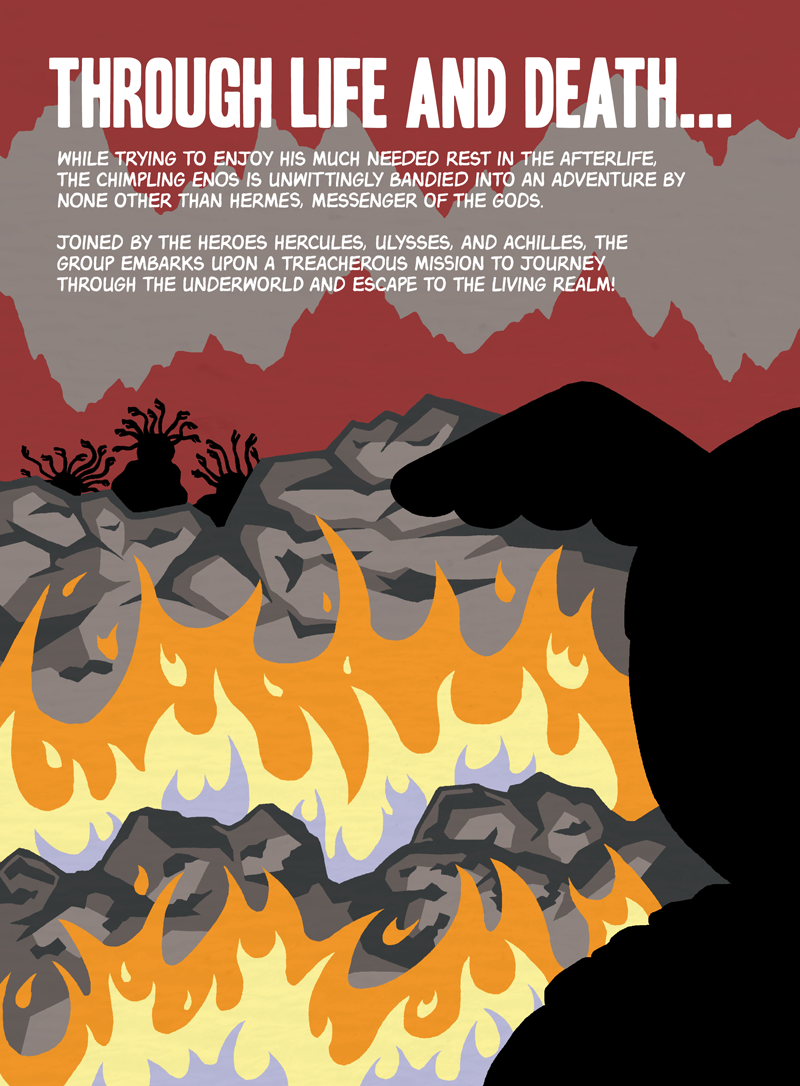 THROUGH LIFE AND DEATH...
WHILE TRYING TO ENJOY HIS MUCH NEEDED REST IN THE AFTERLIFE,
THE CHIMPLING ENOS IS UNWITTINGLY BANDIED INTO AN ADVENTURE BY
NONE OTHER THAN HERMES, MESSENGER OF THE GODS.
JOINED BY THE HEROES HERCULES, ULYSSES, AND ACHILLES, THE
GROUP EMBARKS UPON A TREACHEROUS MISSION TO JOURNEY
THROUGH THE UNDERWORLD AND ESCAPE TO THE LIVING REALM!